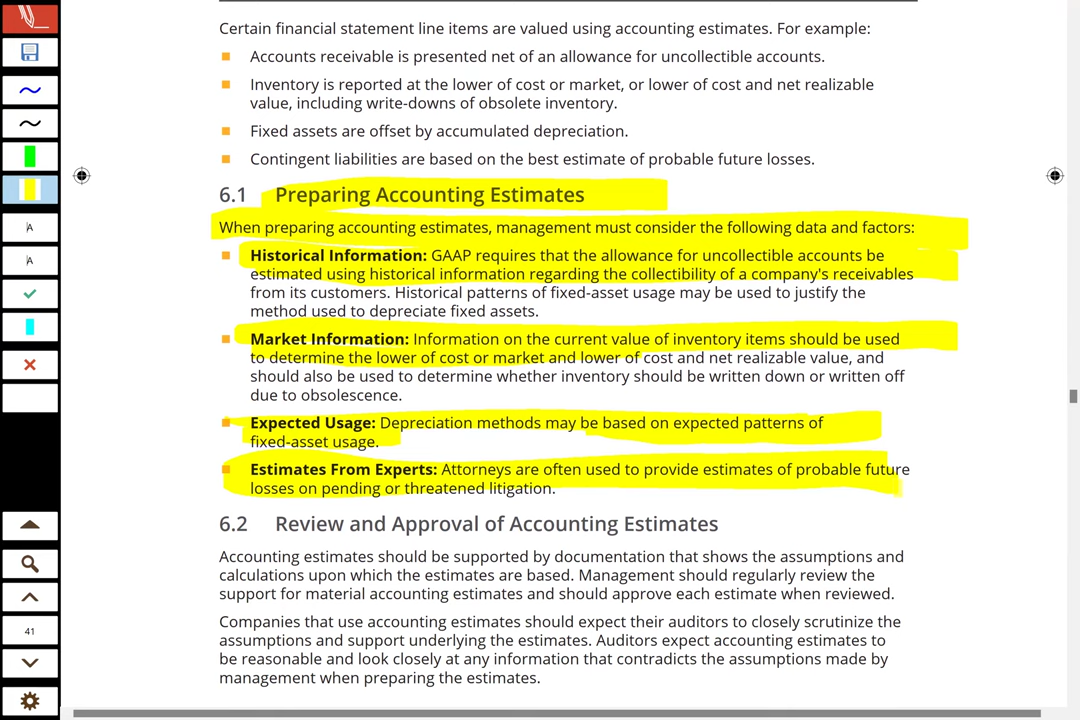 Certain financial statement line items are valued using accounting estimates. For example:
Accounts receivable is presented net of an allowance for uncollectible accounts.
Inventory is reported at the lower of cost or market, or lower of cost and net realizable
value, including write-downs of obsolete inventory.
Fixed assets are offset by accumulated depreciation.
Contingent liabilities are based on the best estimate of probable future losses.
6.1 Preparing Accounting Estimates
When preparing accounting estimates, management must consider the following data and factors:
Historical Information: GAAP requires that the allowance for uncollectible accounts be
estimated using historical information regarding the collectibility of a company's receivables
from its customers. Historical patterns of fixed-asset usage may be used to justify the
method used to depreciate fixed assets.
Market Information: Information on the current value of inventory items should be used
to determine the lower of cost or market and lower of cost and net realizable value, and
should also be used to determine whether inventory should be written down or written off
due to obsolescence.
Expected Usage: Depreciation methods may be based on expected patterns of
fixed-asset usage.
Estimates From Experts: Attorneys are often used to provide estimates of probable future
losses on pending or threatened litigation.
6.2 Review and Approval of Accounting Estimates
Accounting estimates should be supported by documentation that shows the assumptions and
calculations upon which the estimates are based. Management should regularly review the
support for material accounting estimates and should approve each estimate when reviewed.
Companies that use accounting estimates should expect their auditors to closely scrutinize the
assumptions and support underlying the estimates. Auditors expect accounting estimates to
be reasonable and look closely at any information that contradicts the assumptions made by
management when preparing the estimates.
A
A
41